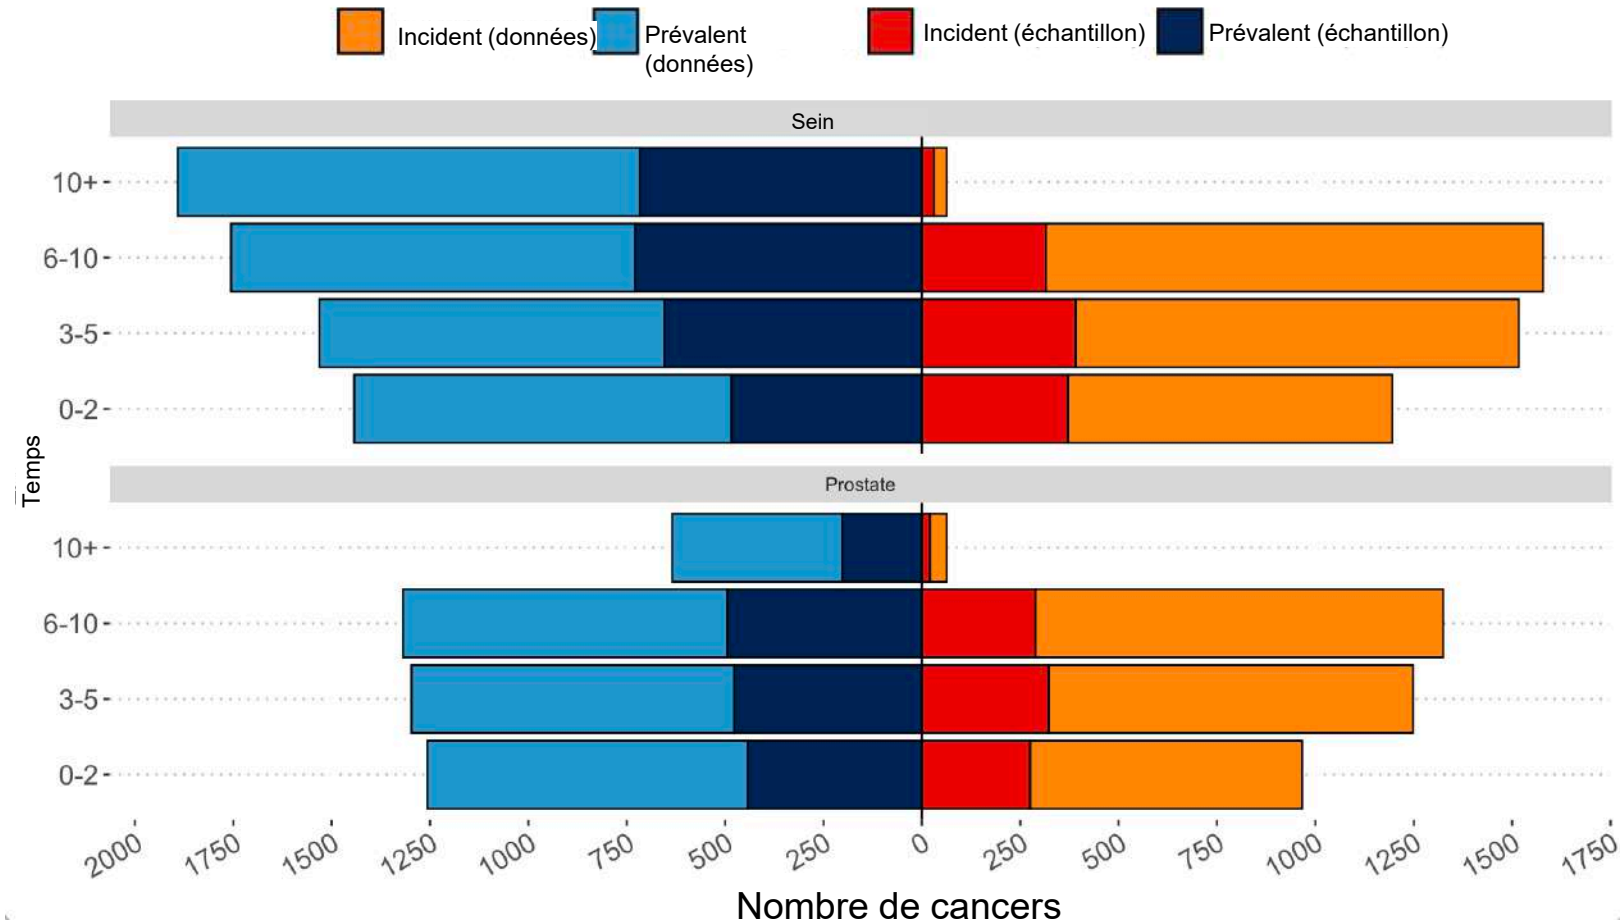 Incident (données)
Prévalent
(données)
Incident (échantillon)
Prévalent (échantillon)
Sein
10+
6-10
3-5
0-2
Temps
Prostate
10+
6-10
3-5
0-2
2000 1750 1500 1250 1000 750 500 250 0 250 500 750 1000 1250 1500 1750
Nombre de cancers